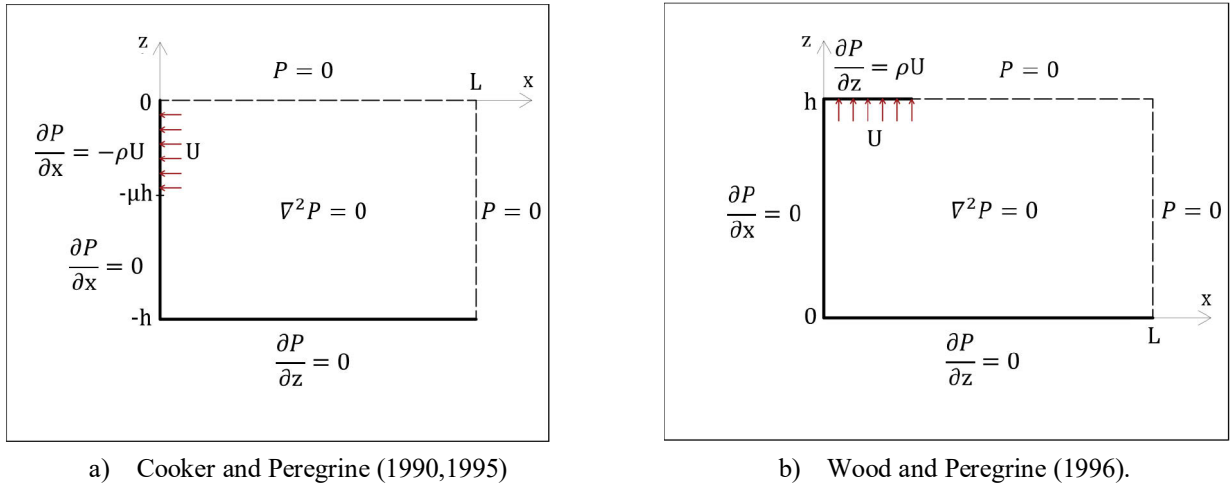 z
P = 0
L
x
0
∂P/∂x = −ρU
U
-μh
∇²P = 0
P = 0
∂P/∂x = 0
-h
∂P/∂z = 0
a) Cooker and Peregrine (1990,1995)
z
∂P/∂z = ρU
P = 0
h
U
∂P/∂x = 0
∇²P = 0
P = 0
x
0
L
∂P/∂z = 0
b) Wood and Peregrine (1996).